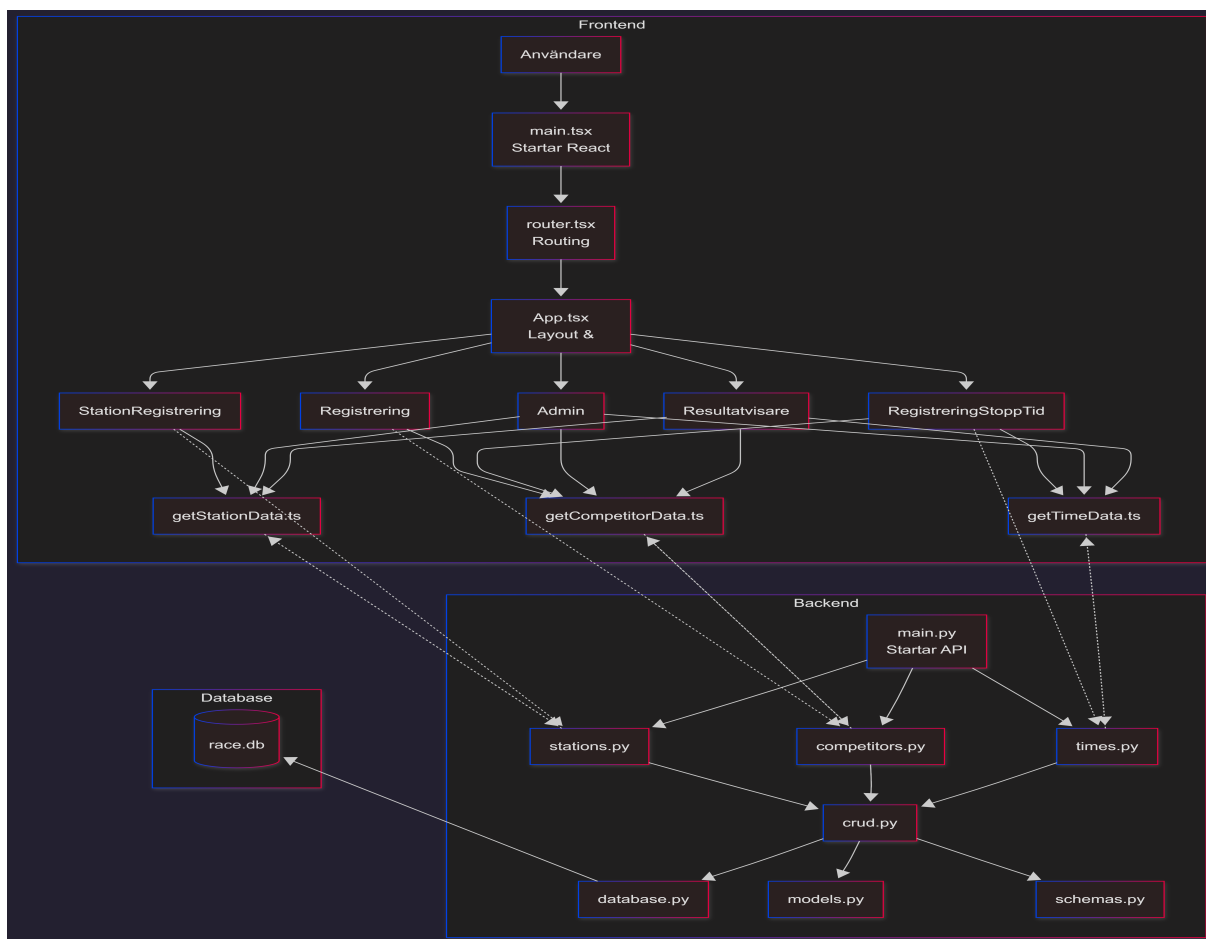 Frontend
Användare
main.tsx
Startar React
router.tsx
Routing
App.tsx
Layout &
StationRegistrering
Registrering
Admin
Resultatvisare
RegistreringStoppTid
getStationData.ts
getCompetitorData.ts
getTimeData.ts
Backend
main.py
Startar API
Database
race.db
stations.py
competitors.py
times.py
crud.py
database.py
models.py
schemas.py